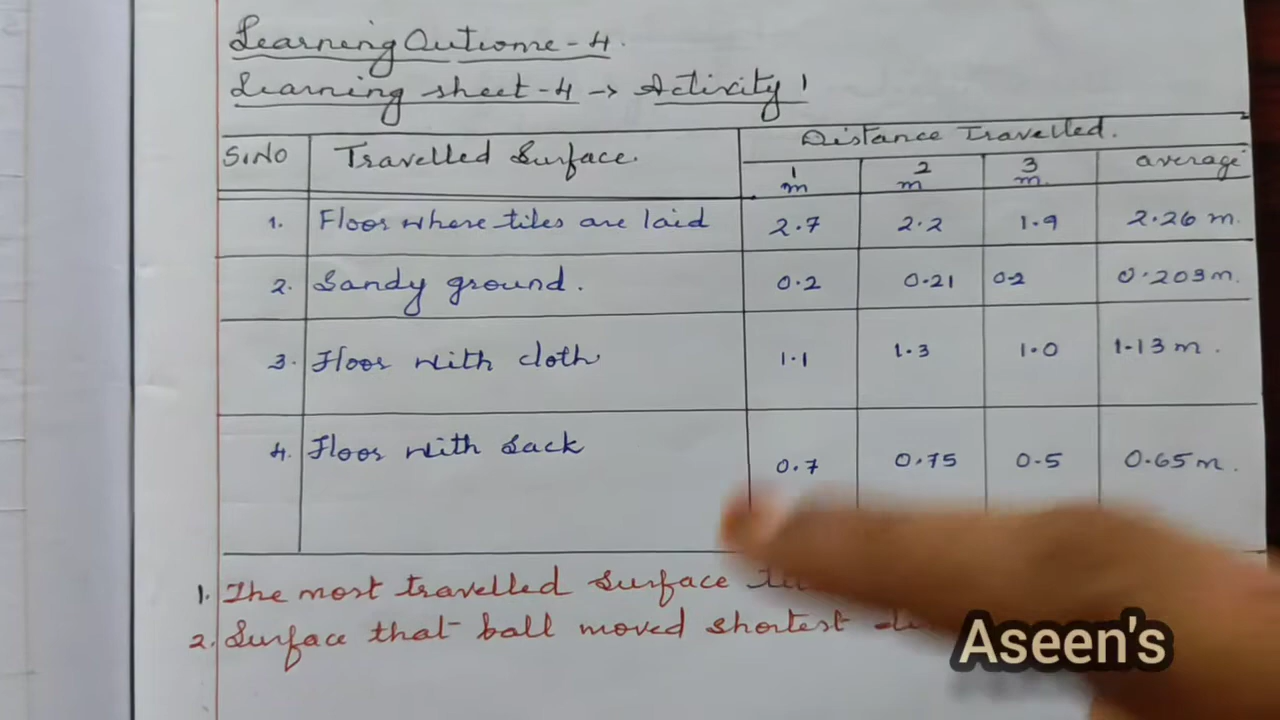 Learning Outcome - 4.
Learning sheet - 4 → Activity 1
S.No Travelled Surface. Distance Travelled.
1 m 2 m 3 m. average
1. Floor where tiles are laid 2.7 2.2 1.9 2.26 m.
2. Sandy ground. 0.2 0.21 0.2 0.203 m.
3. Floor with cloth 1.1 1.3 1.0 1.13 m.
4. Floor with Sack 0.7 0.75 0.5 0.65 m.
1. The most travelled surface
2. Surface that ball moved shortest
Aseen's